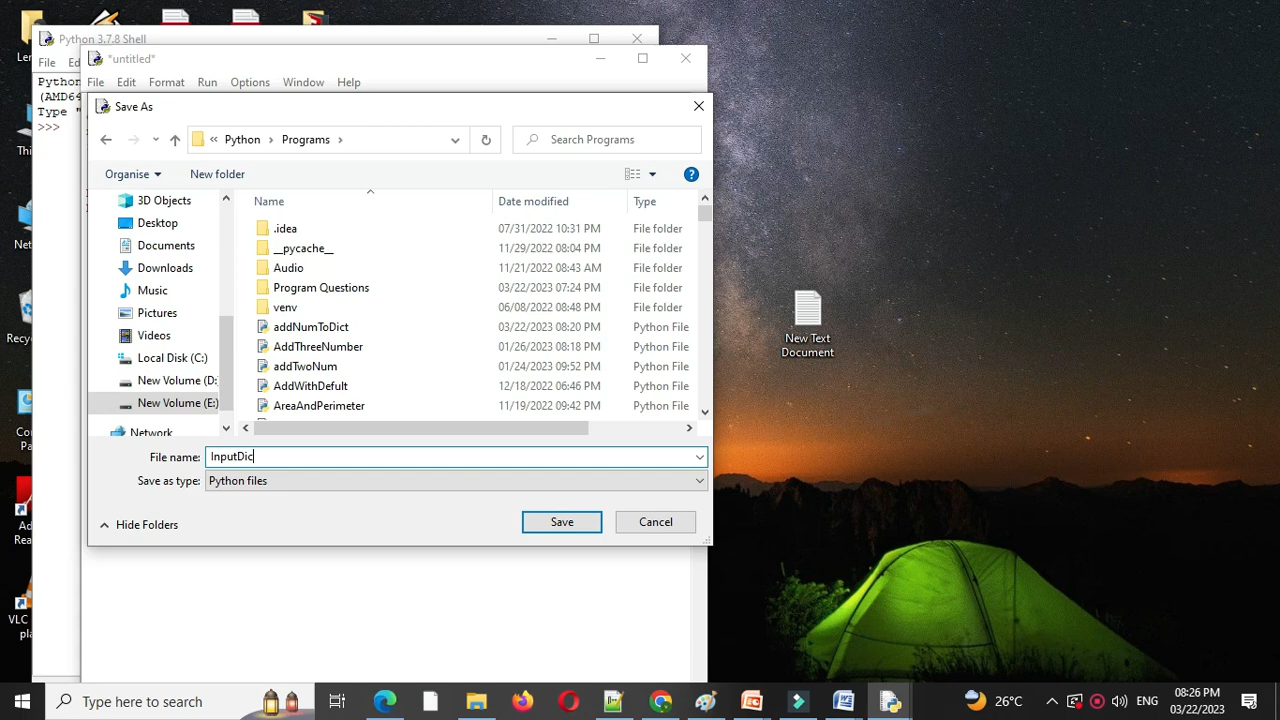 Python 3.7.8 Shell
File
*untitled*
File Edit Format Run Options Window Help
Python
(AMD64
Type "
>>>
Save As
« Python › Programs ›
Search Programs
Organise
New folder
3D Objects
Desktop
Documents
Downloads
Music
Pictures
Videos
Local Disk (C:)
New Volume (D:
New Volume (E:)
Network
Name Date modified Type
.idea 07/31/2022 10:31 PM File folder
__pycache__ 11/29/2022 08:04 PM File folder
Audio 11/21/2022 08:43 AM File folder
Program Questions 03/22/2023 07:24 PM File folder
venv 06/08/2022 08:48 PM File folder
addNumToDict 03/22/2023 08:20 PM Python File
AddThreeNumber 01/26/2023 08:18 PM Python File
addTwoNum 01/24/2023 09:52 PM Python File
AddWithDefult 12/18/2022 06:46 PM Python File
AreaAndPerimeter 11/19/2022 09:42 PM Python File
File name: InputDic
Save as type: Python files
Hide Folders
Save
Cancel
New Text
Document
Type here to search
26°C
ENG
08:26 PM
03/22/2023